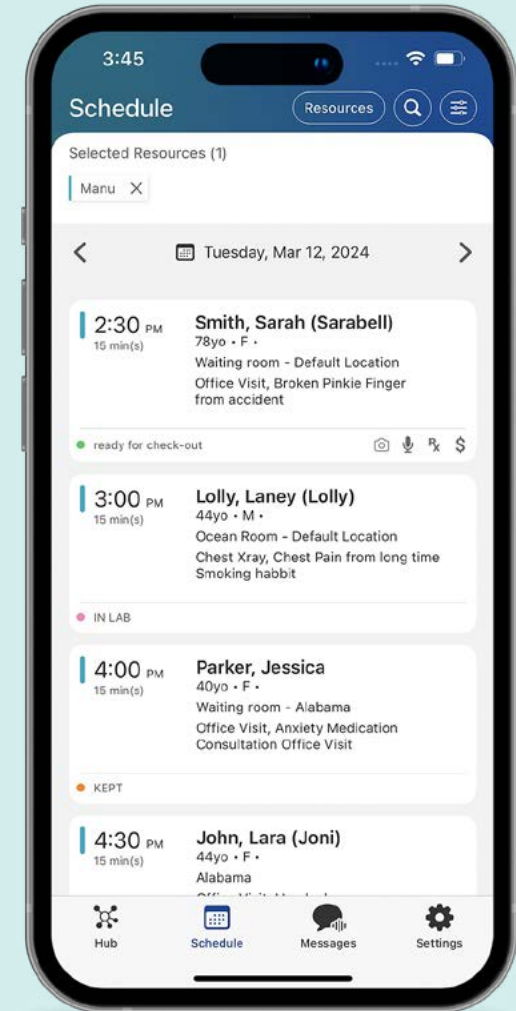 3:45
Schedule
Resources
Selected Resources (1)
Manu
Tuesday, Mar 12, 2024
2:30 PM
15 min(s)
Smith, Sarah (Sarabell)
78yo • F •
Waiting room - Default Location
Office Visit, Broken Pinkie Finger
from accident
ready for check-out
Rx $
3:00 PM
15 min(s)
Lolly, Laney (Lolly)
44yo • M •
Ocean Room - Default Location
Chest Xray, Chest Pain from long time
Smoking habbit
IN LAB
4:00 PM
15 min(s)
Parker, Jessica
40yo • F •
Waiting room - Alabama
Office Visit, Anxiety Medication
Consultation Office Visit
KEPT
4:30 PM
15 min(s)
John, Lara (Joni)
44yo • F •
Alabama
Hub
Schedule
Messages
Settings